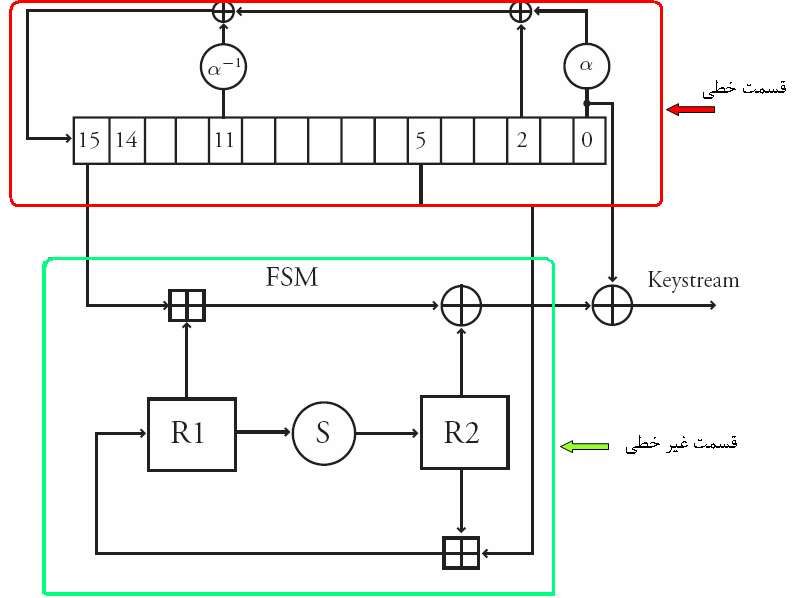 α⁻¹
α
قسمت خطی
15 14 11 5 2 0
FSM
Keystream
R1 S R2
قسمت غیر خطی